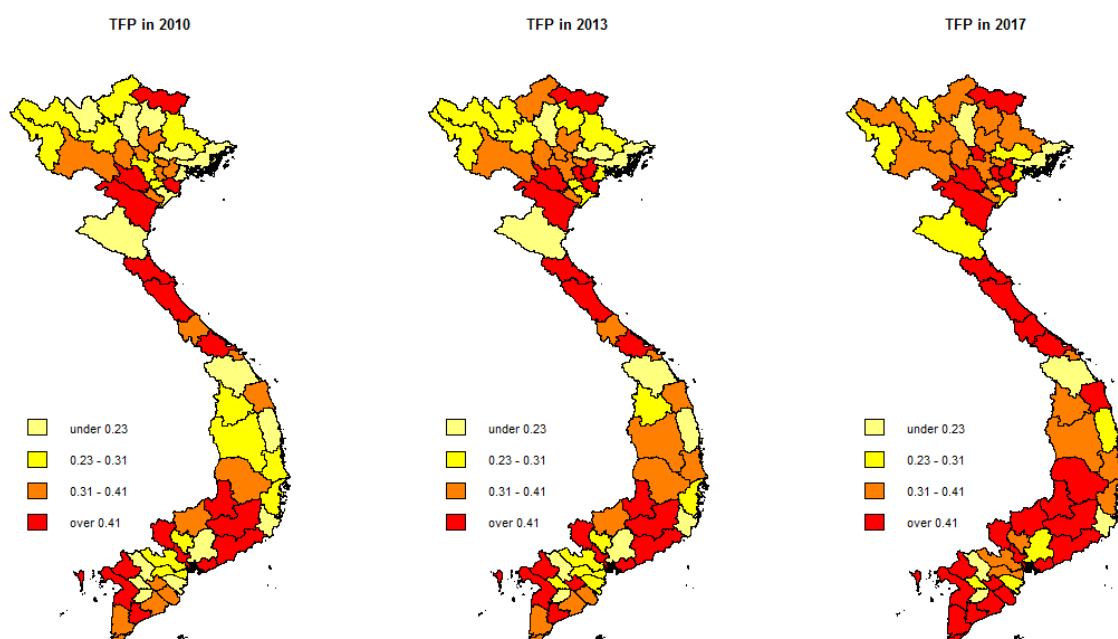 TFP in 2010
TFP in 2013
TFP in 2017
under 0.23
0.23 - 0.31
0.31 - 0.41
over 0.41
under 0.23
0.23 - 0.31
0.31 - 0.41
over 0.41
under 0.23
0.23 - 0.31
0.31 - 0.41
over 0.41